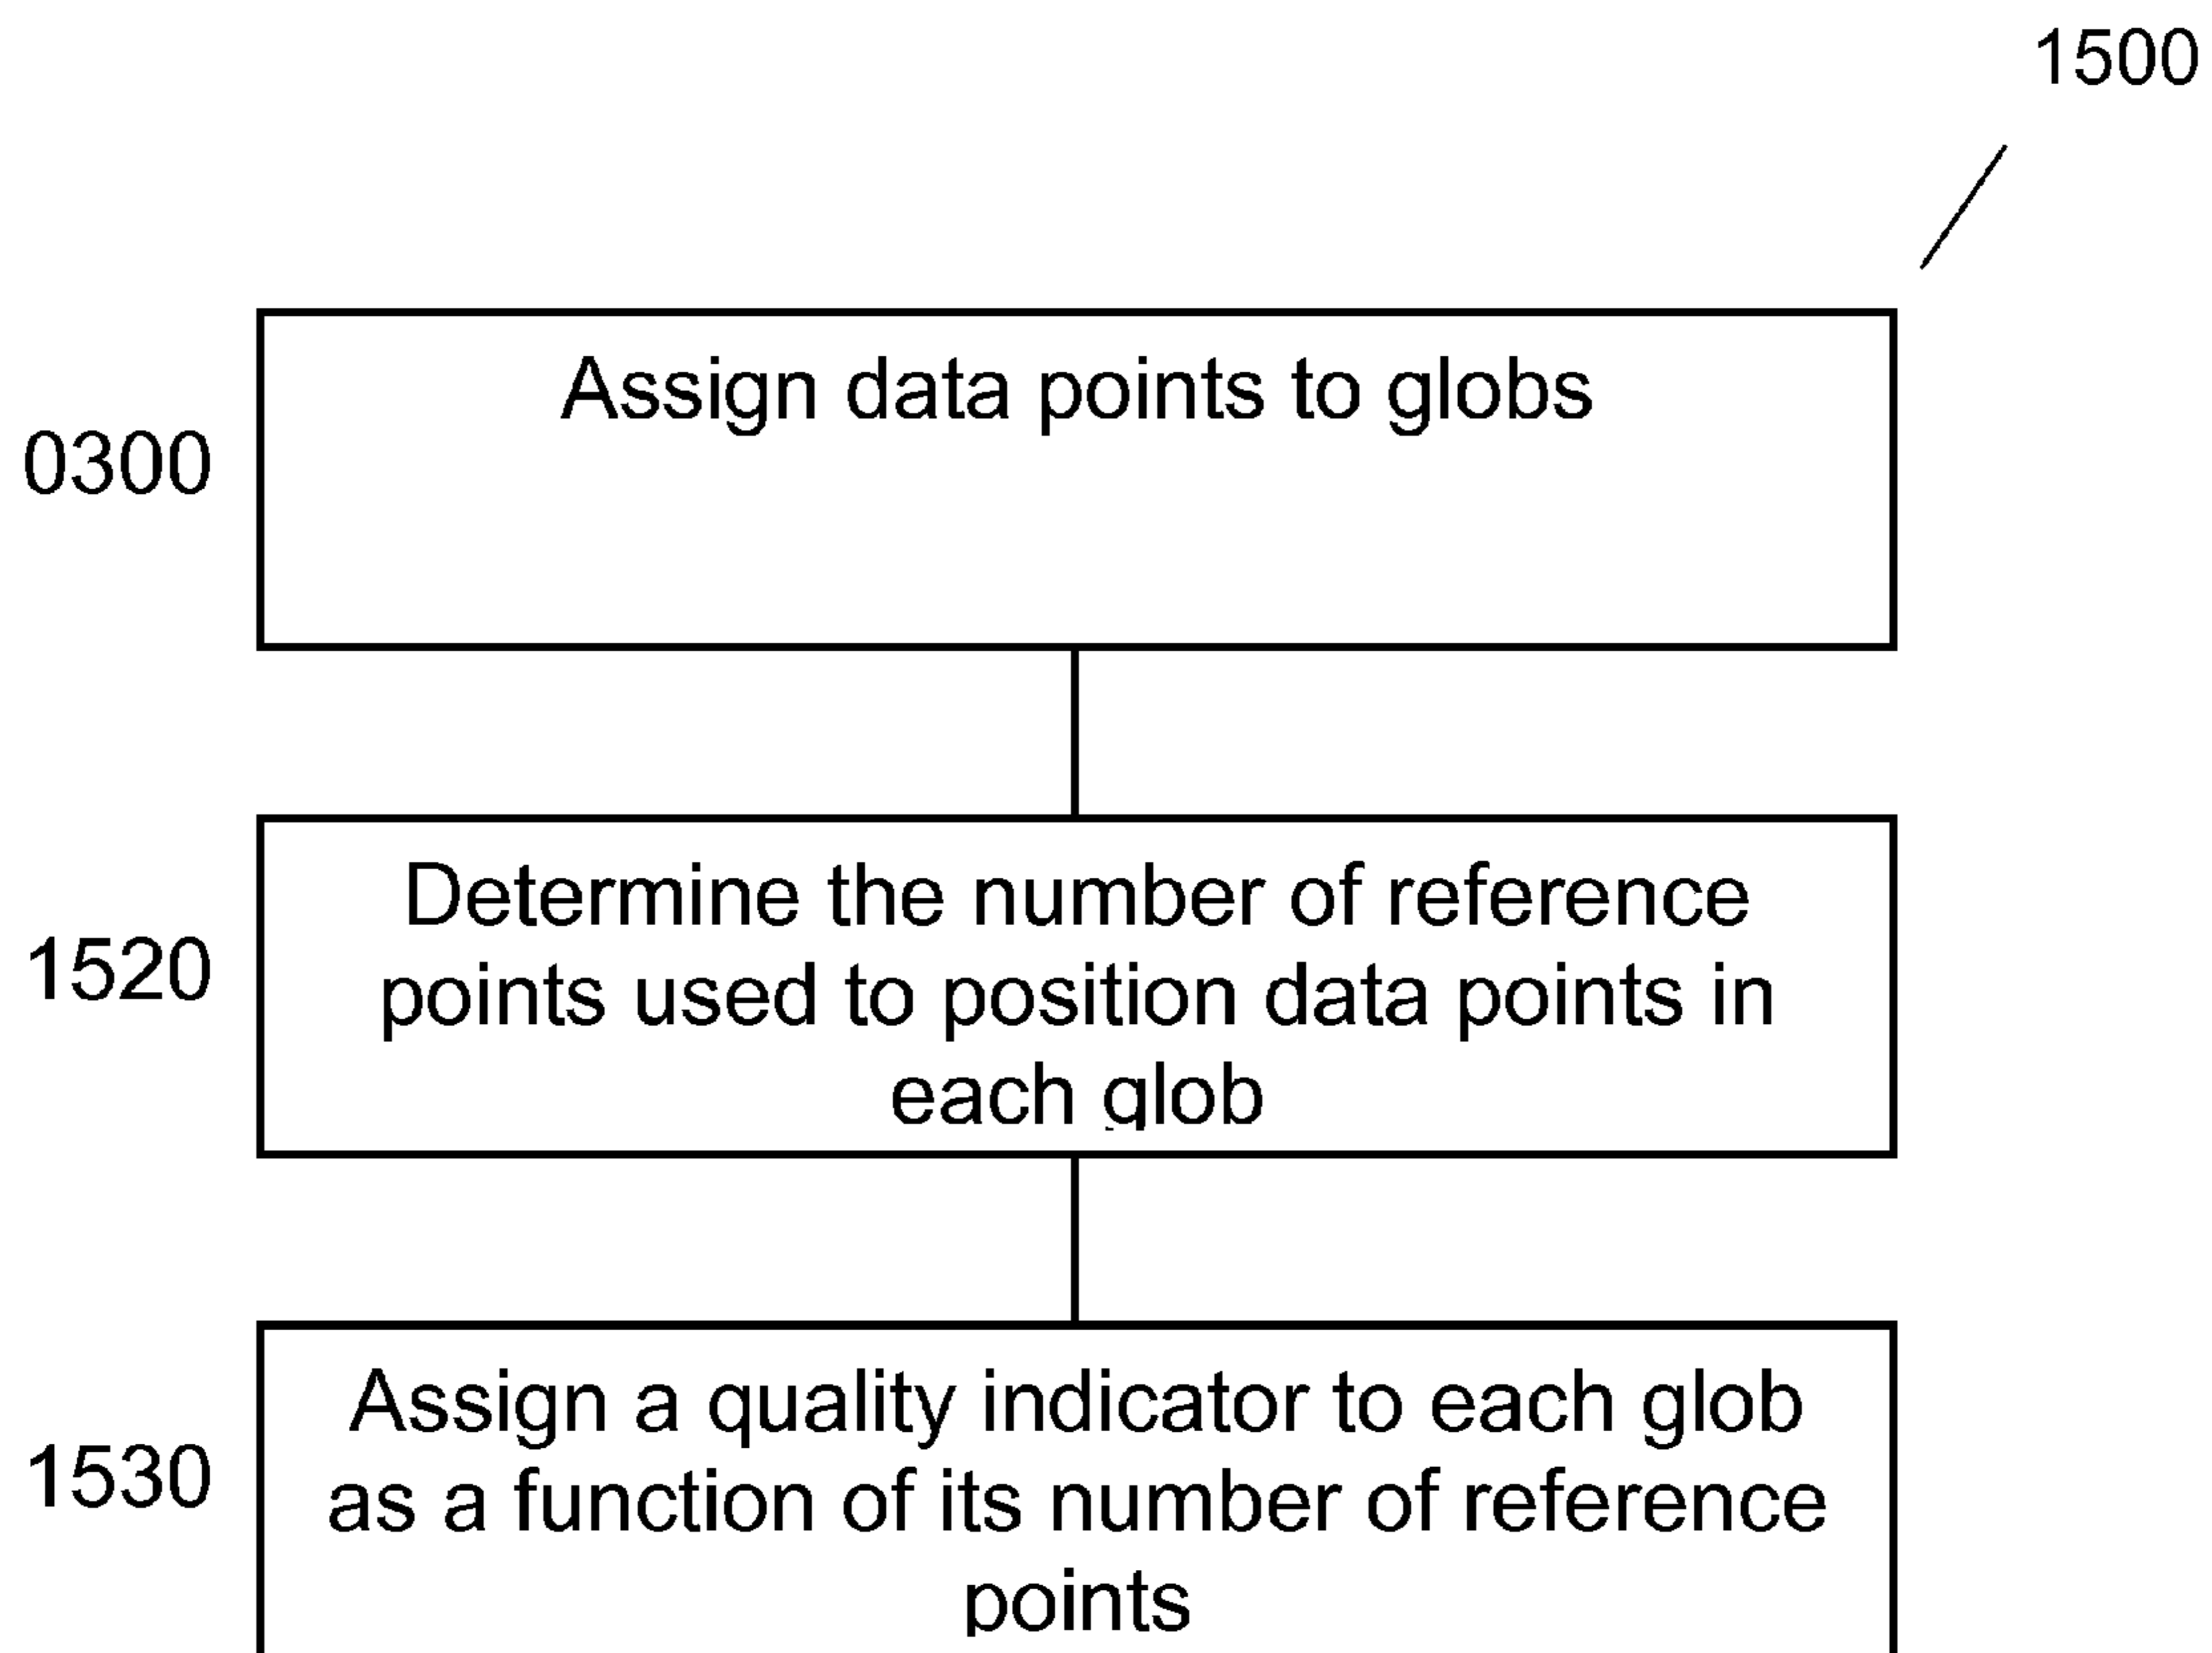 1500
Assign data points to globs
0300
Determine the number of reference
points used to position data points in
each glob
1520
Assign a quality indicator to each glob
as a function of its number of reference
points
1530